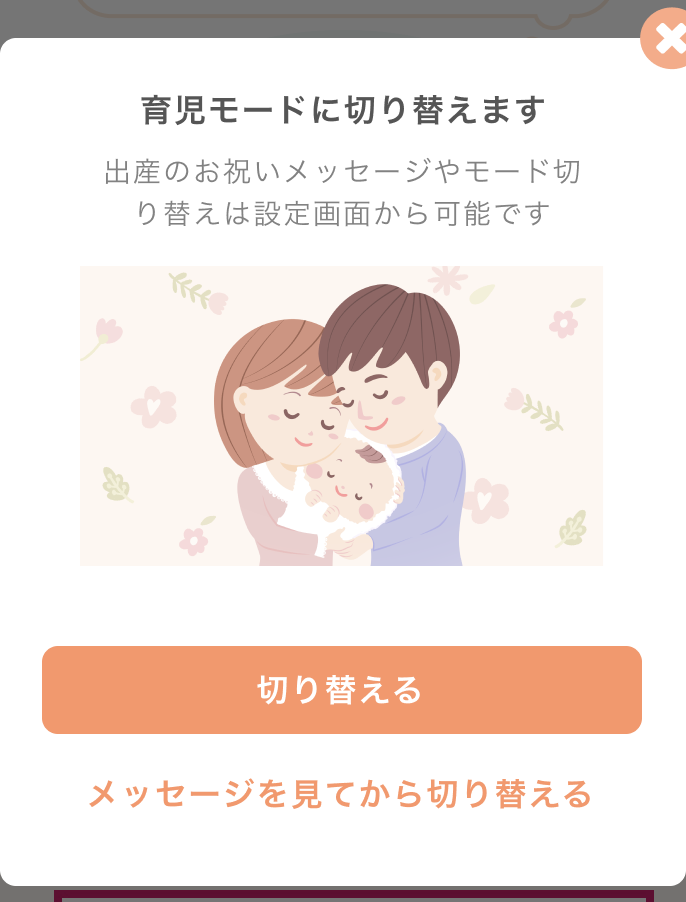 育児モードに切り替えます
出産のお祝いメッセージやモード切
り替えは設定画面から可能です
切り替える
メッセージを見てから切り替える